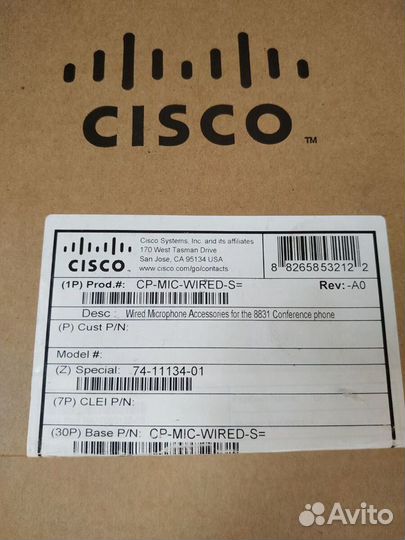 CISCO
TM
Cisco Systems, Inc. and its affiliates
170 West Tasman Drive
San Jose, CA 95134 USA
www.cisco.com/go/contacts
CISCO
8 82658 53212 2
(1P) Prod.#: CP-MIC-WIRED-S=
Rev: -A0
Desc : Wired Microphone Accessories for the 8831 Conference phone
(P) Cust P/N:
Model #:
(Z) Special: 74-11134-01
(7P) CLEI P/N:
(30P) Base P/N: CP-MIC-WIRED-S=
Avito